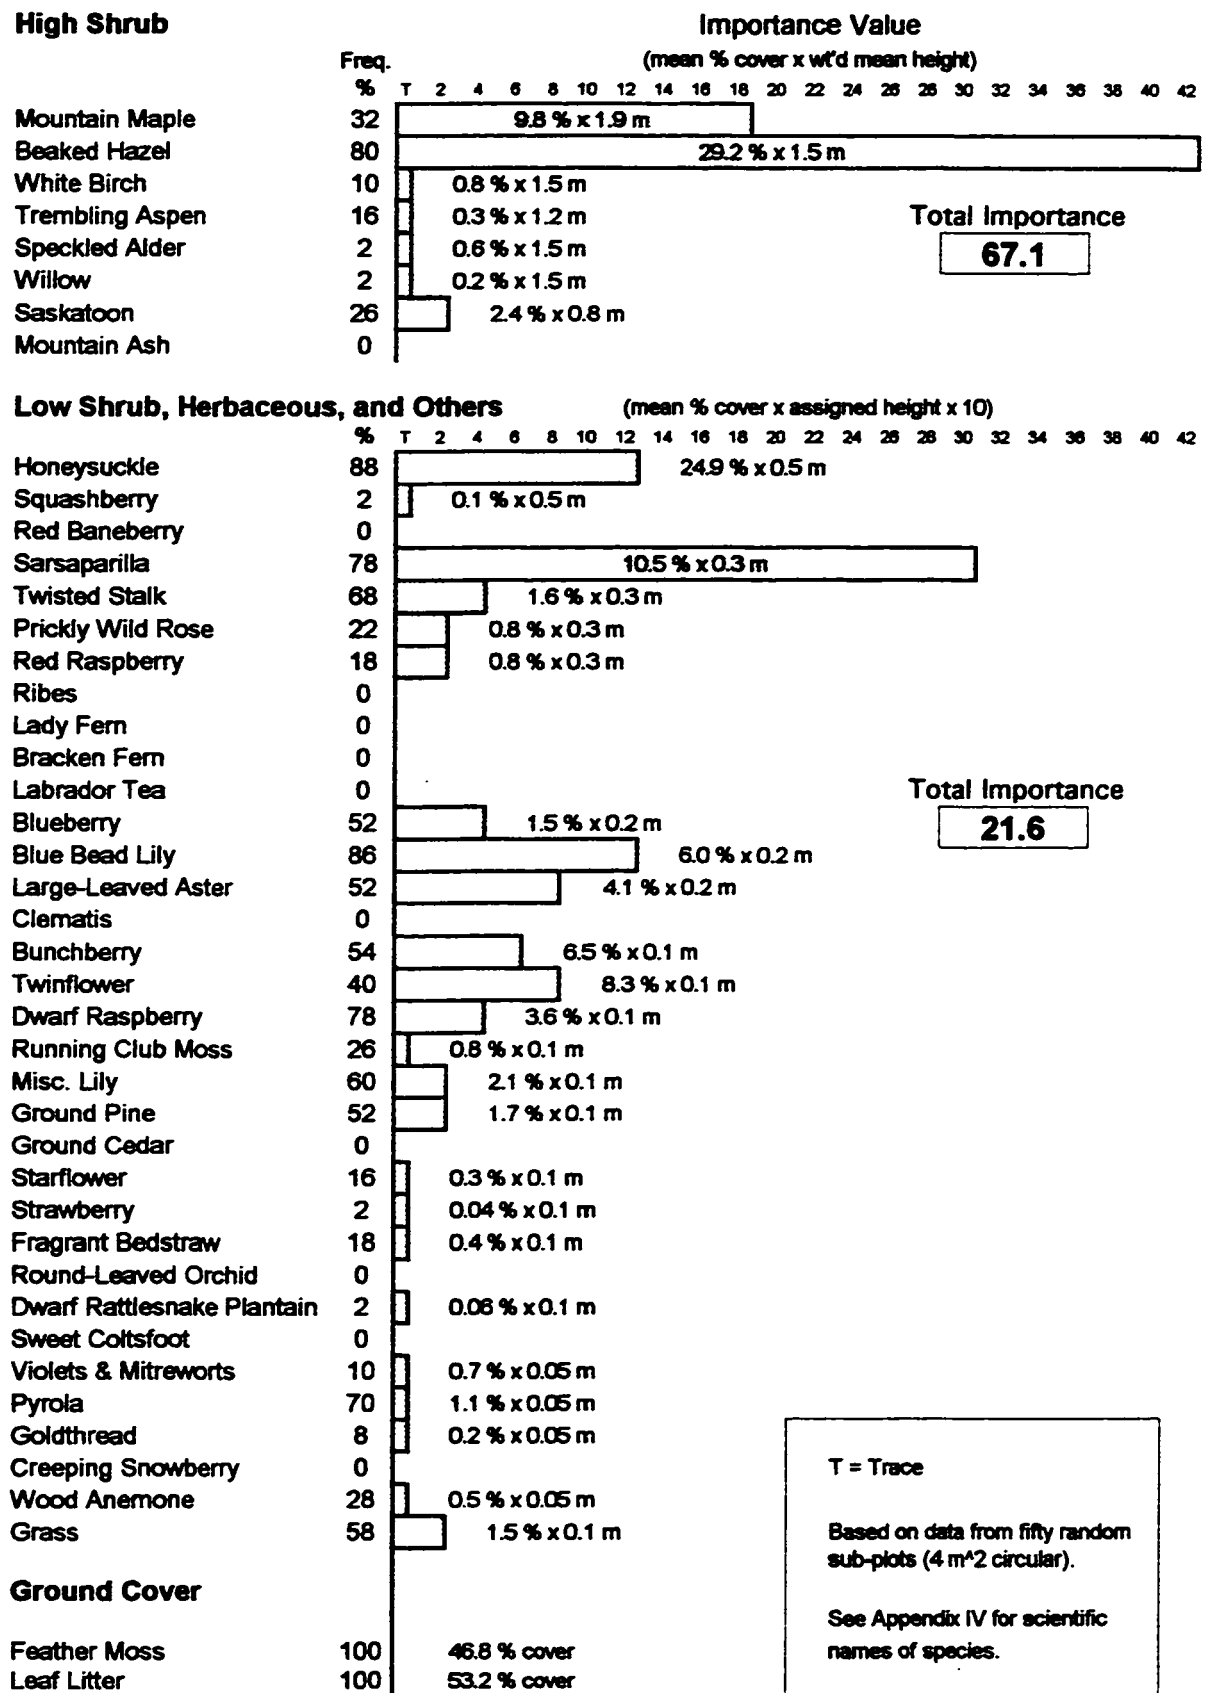 High Shrub Importance Value
Freq. (mean % cover x wt'd mean height)
% T 2 4 6 8 10 12 14 16 18 20 22 24 26 28 30 32 34 36 38 40 42
Mountain Maple 32 9.8 % x 1.9 m
Beaked Hazel 80 29.2 % x 1.5 m
White Birch 10 0.8 % x 1.5 m
Trembling Aspen 16 0.3 % x 1.2 m Total Importance
Speckled Alder 2 0.6 % x 1.5 m 67.1
Willow 2 0.2 % x 1.5 m
Saskatoon 26 2.4 % x 0.8 m
Mountain Ash 0
Low Shrub, Herbaceous, and Others (mean % cover x assigned height x 10)
% T 2 4 6 8 10 12 14 16 18 20 22 24 26 28 30 32 34 36 38 40 42
Honeysuckle 88 24.9 % x 0.5 m
Squashberry 2 0.1 % x 0.5 m
Red Baneberry 0
Sarsaparilla 78 10.5 % x 0.3 m
Twisted Stalk 68 1.6 % x 0.3 m
Prickly Wild Rose 22 0.8 % x 0.3 m
Red Raspberry 18 0.8 % x 0.3 m
Ribes 0
Lady Fern 0
Bracken Fern 0
Labrador Tea 0 Total Importance
Blueberry 52 1.5 % x 0.2 m 21.6
Blue Bead Lily 86 6.0 % x 0.2 m
Large-Leaved Aster 52 4.1 % x 0.2 m
Clematis 0
Bunchberry 54 6.5 % x 0.1 m
Twinflower 40 8.3 % x 0.1 m
Dwarf Raspberry 78 3.6 % x 0.1 m
Running Club Moss 26 0.8 % x 0.1 m
Misc. Lily 60 2.1 % x 0.1 m
Ground Pine 52 1.7 % x 0.1 m
Ground Cedar 0
Starflower 16 0.3 % x 0.1 m
Strawberry 2 0.04 % x 0.1 m
Fragrant Bedstraw 18 0.4 % x 0.1 m
Round-Leaved Orchid 0
Dwarf Rattlesnake Plantain 2 0.06 % x 0.1 m
Sweet Coltsfoot 0
Violets & Mitreworts 10 0.7 % x 0.05 m
Pyrola 70 1.1 % x 0.05 m
Goldthread 8 0.2 % x 0.05 m
Creeping Snowberry 0
Wood Anemone 28 0.5 % x 0.05 m
Grass 58 1.5 % x 0.1 m
Ground Cover
Feather Moss 100 46.8 % cover
Leaf Litter 100 53.2 % cover
T = Trace
Based on data from fifty random
sub-plots (4 m^2 circular).
See Appendix IV for scientific
names of species.